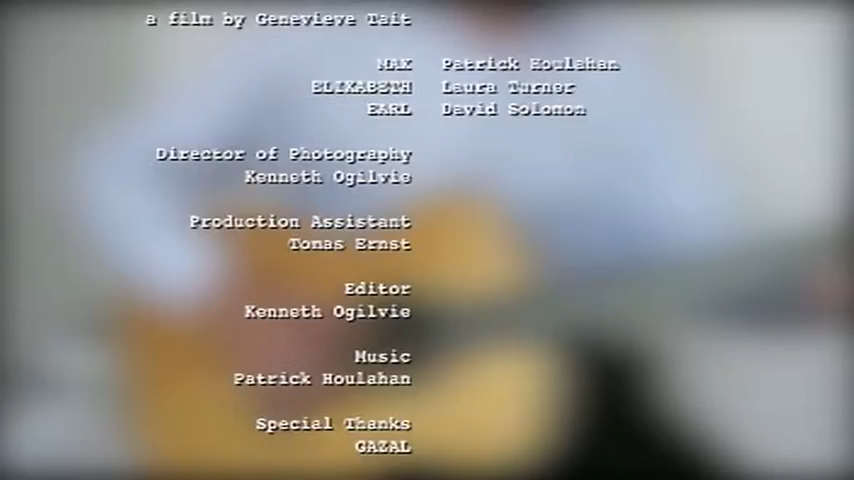 a film by Genevieve Tait
MAX Patrick Houlahan
ELIZABETH Laura Turner
EARL David Solomon
Director of Photography
Kenneth Ogilvie
Production Assistant
Tomas Ernst
Editor
Kenneth Ogilvie
Music
Patrick Houlahan
Special Thanks
GAZAL